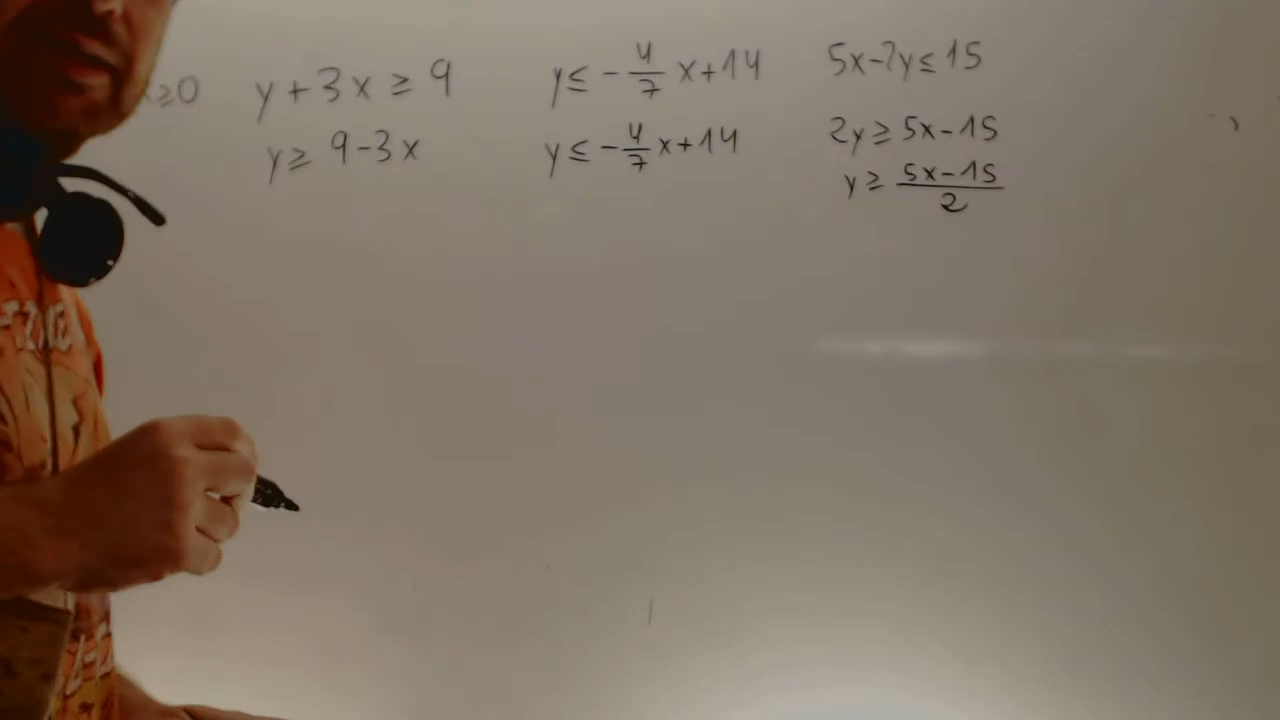 ≥0
y+3x ≥ 9
y ≥ 9-3x
y ≤ -4/7 x+14
y ≤ -4/7 x+14
5x-2y ≤ 15
2y ≥ 5x-15
y ≥ (5x-15)/2